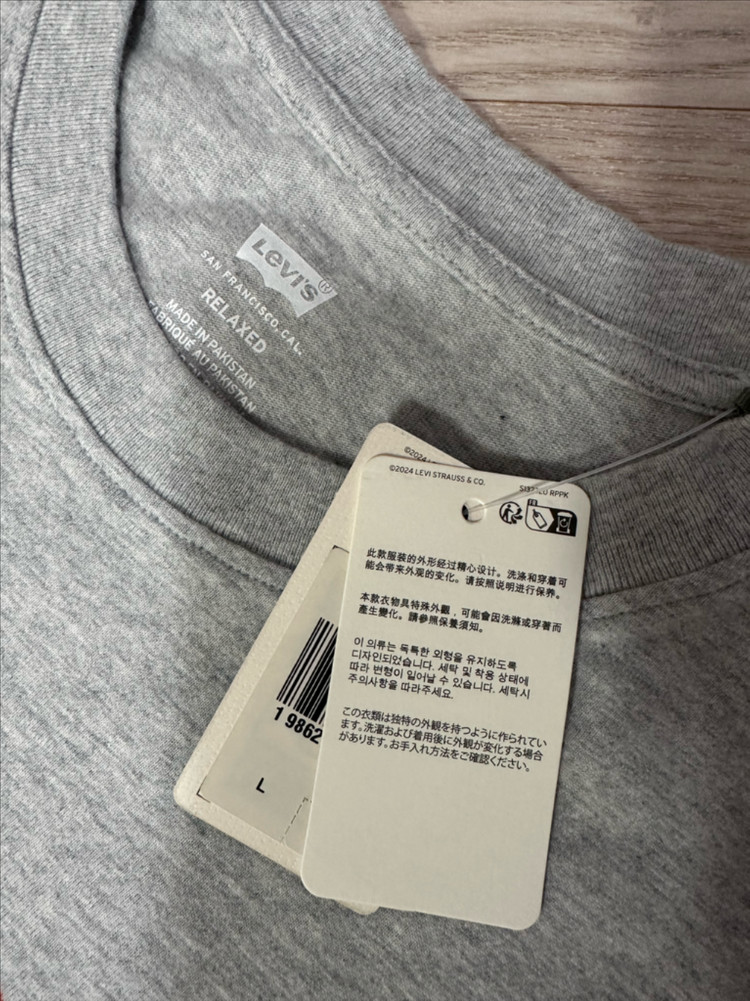 LEVI'S®
SAN FRANCISCO, CAL.
RELAXED
MADE IN PAKISTAN
FABRIQUÉ AU PAKISTAN
©2024
©2024 LEVI STRAUSS & CO.
RPPK
FR
此款服装的外形经过精心设计。洗涤和穿着可
能会带来外观的变化。请按照说明进行保养。
本款衣物具特殊外觀，可能會因洗滌或穿著而
產生變化。請參照保養須知。
이 의류는 독특한 외형을 유지하도록
디자인되었습니다. 세탁 및 착용 상태에
따라 변형이 일어날 수 있습니다. 세탁시
주의사항을 따라주세요.
この衣類は独特の外観を持つように作られてい
ます。洗濯および着用後に外観が変化する場合
があります。お手入れ方法をご確認ください。
1 9862
L